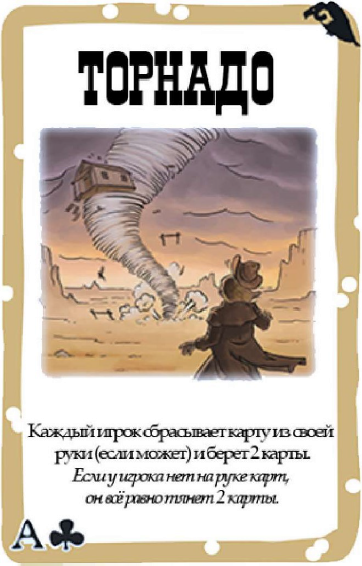 ТОРНАДО
Каждый игрок сбрасывает карту из своей
руки (если может) и берет 2 карты.
Если у игрока нет на руке карт,
он всё равно тянет 2 карты.
A♣